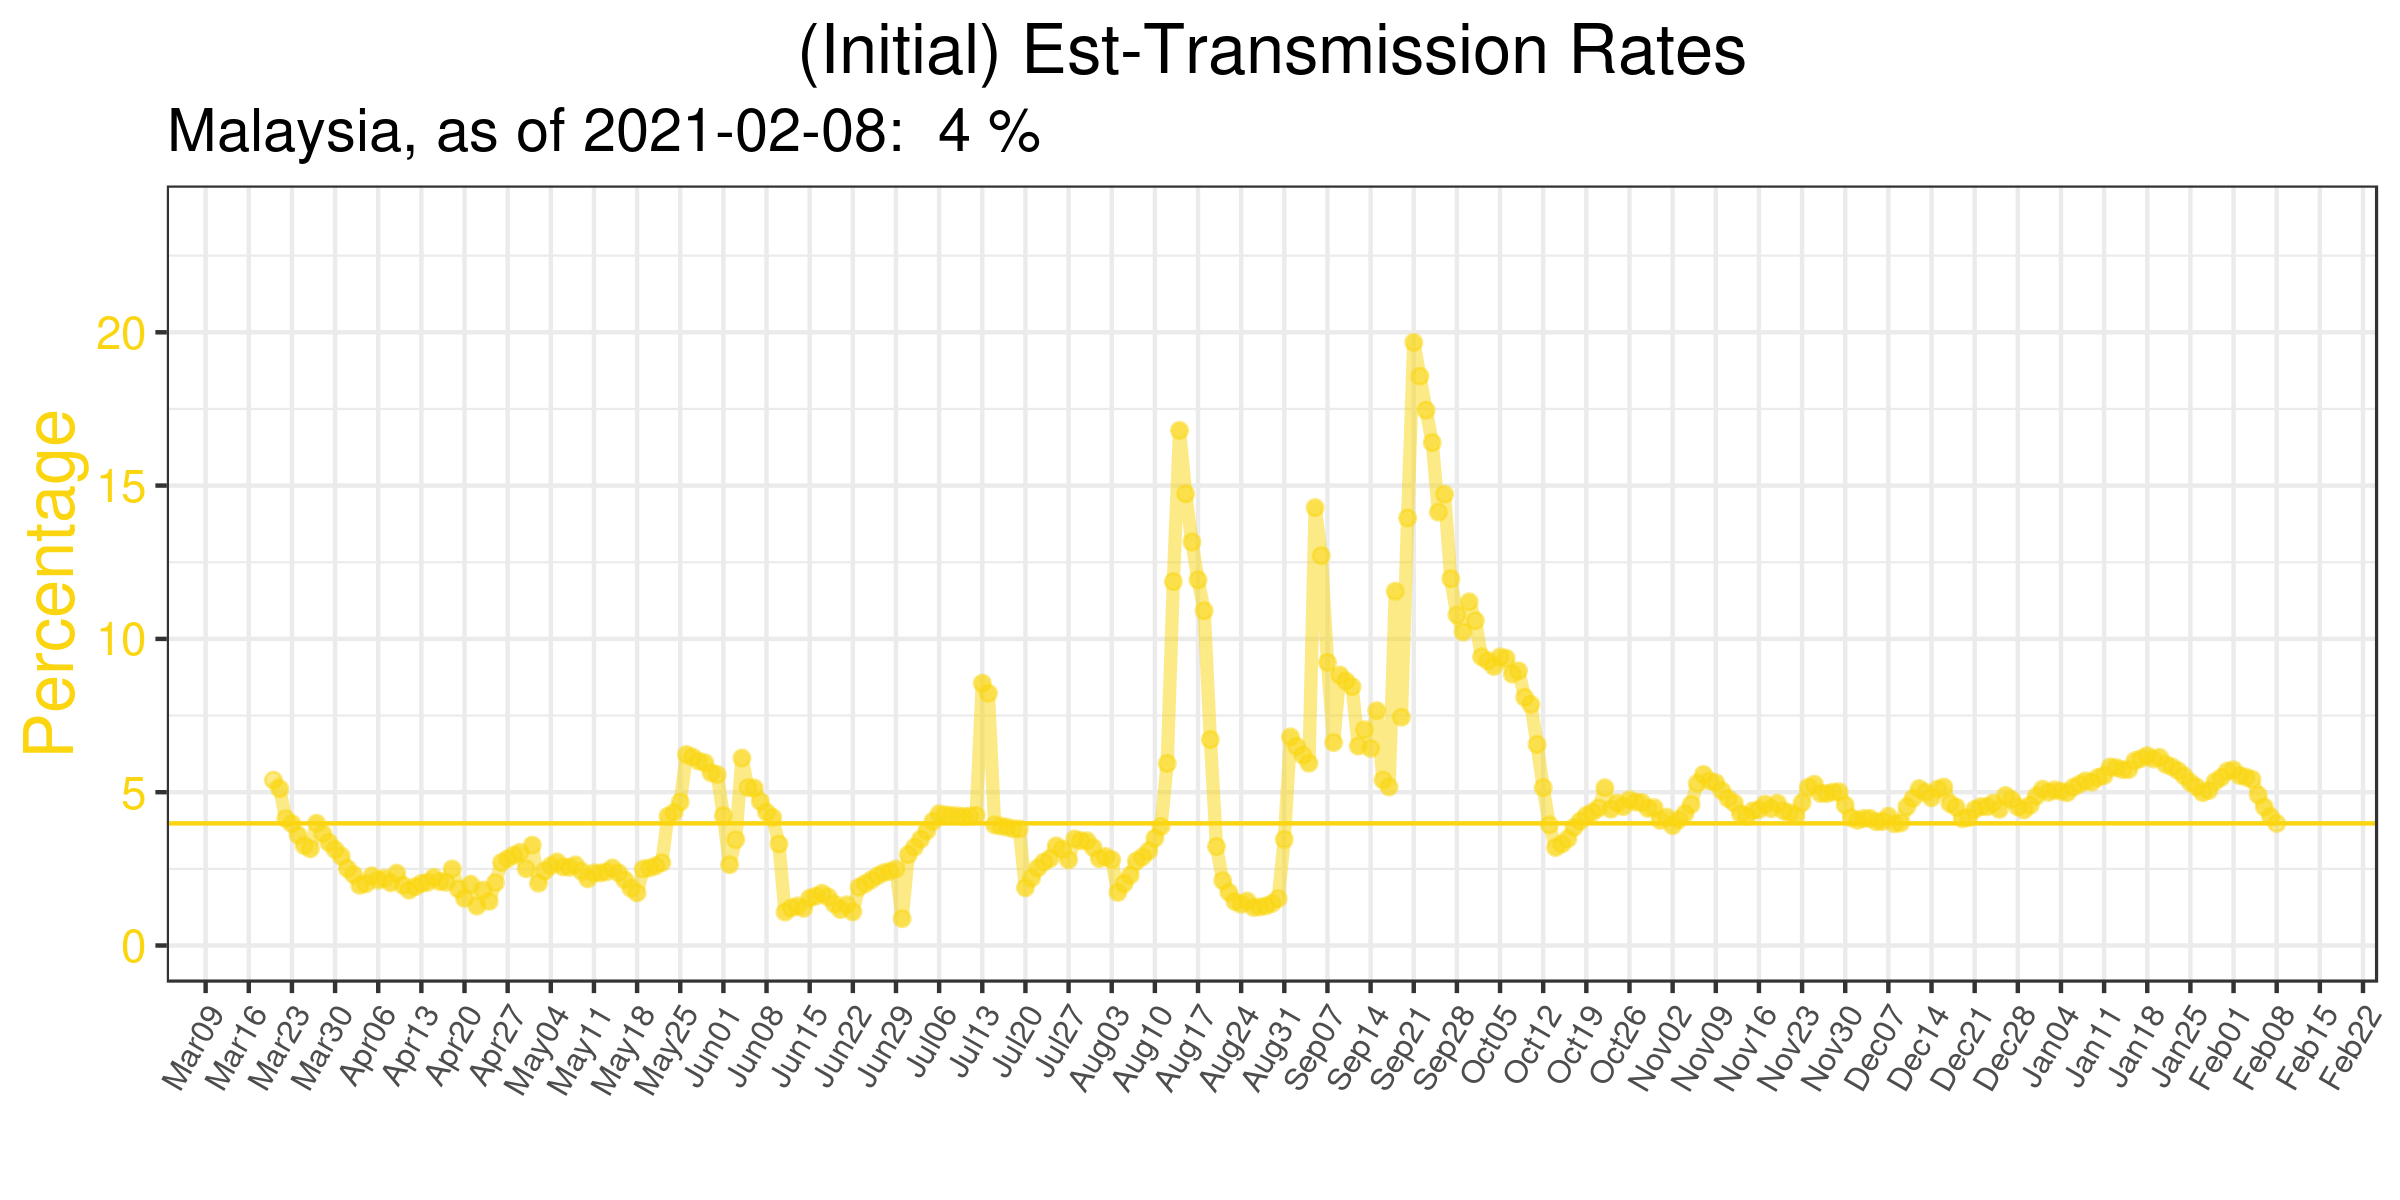 (Initial) Est-Transmission Rates
Malaysia, as of 2021-02-08:  4 %
Percentage
20
15
10
5
0
Mar09
Mar16
Mar23
Mar30
Apr06
Apr13
Apr20
Apr27
May04
May11
May18
May25
Jun01
Jun08
Jun15
Jun22
Jun29
Jul06
Jul13
Jul20
Jul27
Aug03
Aug10
Aug17
Aug24
Aug31
Sep07
Sep14
Sep21
Sep28
Oct05
Oct12
Oct19
Oct26
Nov02
Nov09
Nov16
Nov23
Nov30
Dec07
Dec14
Dec21
Dec28
Jan04
Jan11
Jan18
Jan25
Feb01
Feb08
Feb15
Feb22